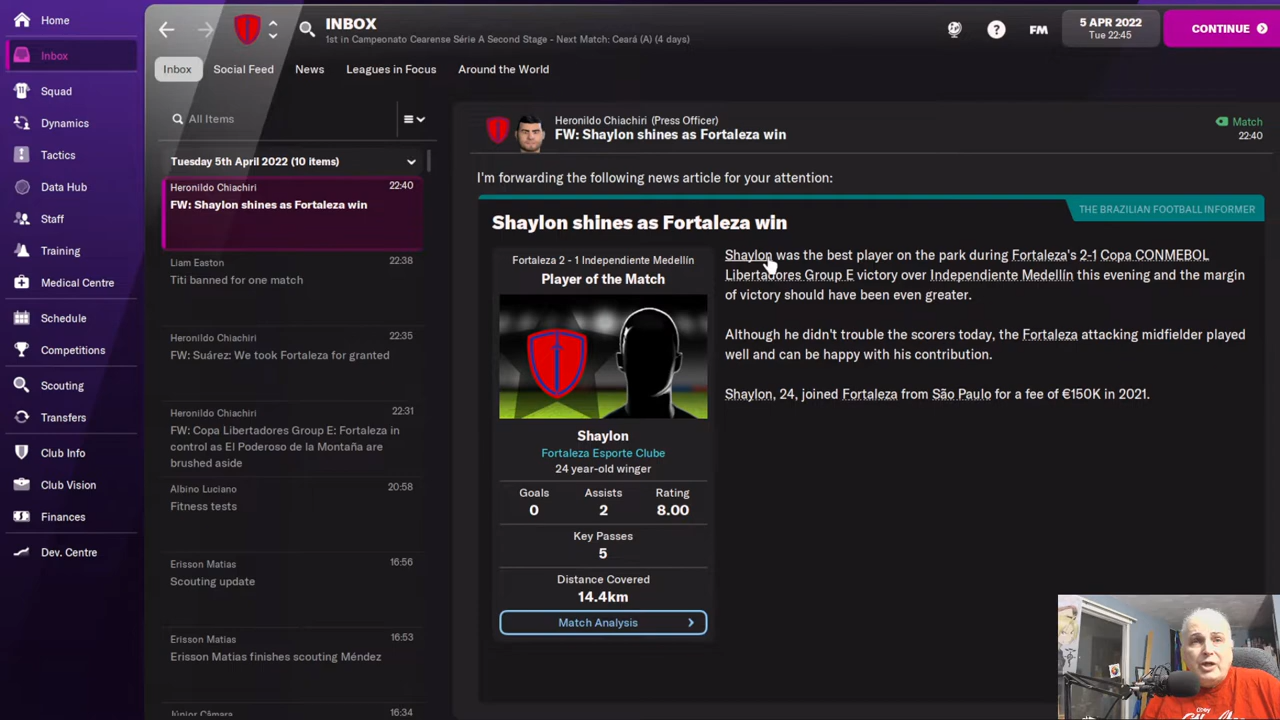 Home
INBOX
1st in Campeonato Cearense Série A Second Stage - Next Match: Ceará (A) (4 days)
FM
5 APR 2022
Tue 22:45
CONTINUE
Inbox
Squad
Dynamics
Tactics
Data Hub
Staff
Training
Medical Centre
Schedule
Competitions
Scouting
Transfers
Club Info
Club Vision
Finances
Dev. Centre
Inbox
Social Feed
News
Leagues in Focus
Around the World
All Items
Tuesday 5th April 2022 (10 items)
Heronildo Chiachiri 22:40
FW: Shaylon shines as Fortaleza win
Liam Easton 22:38
Titi banned for one match
Heronildo Chiachiri 22:35
FW: Suárez: We took Fortaleza for granted
Heronildo Chiachiri 22:31
FW: Copa Libertadores Group E: Fortaleza in
control as El Poderoso de la Montaña are
brushed aside
Albino Luciano 20:58
Fitness tests
Erisson Matias 16:56
Scouting update
Erisson Matias 16:53
Erisson Matias finishes scouting Méndez
Júnior Câmara 16:34
Heronildo Chiachiri (Press Officer)
FW: Shaylon shines as Fortaleza win
Match
22:40
I'm forwarding the following news article for your attention:
THE BRAZILIAN FOOTBALL INFORMER
Shaylon shines as Fortaleza win
Fortaleza 2 - 1 Independiente Medellín
Player of the Match
Shaylon
Fortaleza Esporte Clube
24 year-old winger
Goals Assists Rating
0 2 8.00
Key Passes
5
Distance Covered
14.4km
Match Analysis
Shaylon was the best player on the park during Fortaleza's 2-1 Copa CONMEBOL
Libertadores Group E victory over Independiente Medellín this evening and the margin
of victory should have been even greater.
Although he didn't trouble the scorers today, the Fortaleza attacking midfielder played
well and can be happy with his contribution.
Shaylon, 24, joined Fortaleza from São Paulo for a fee of €150K in 2021.